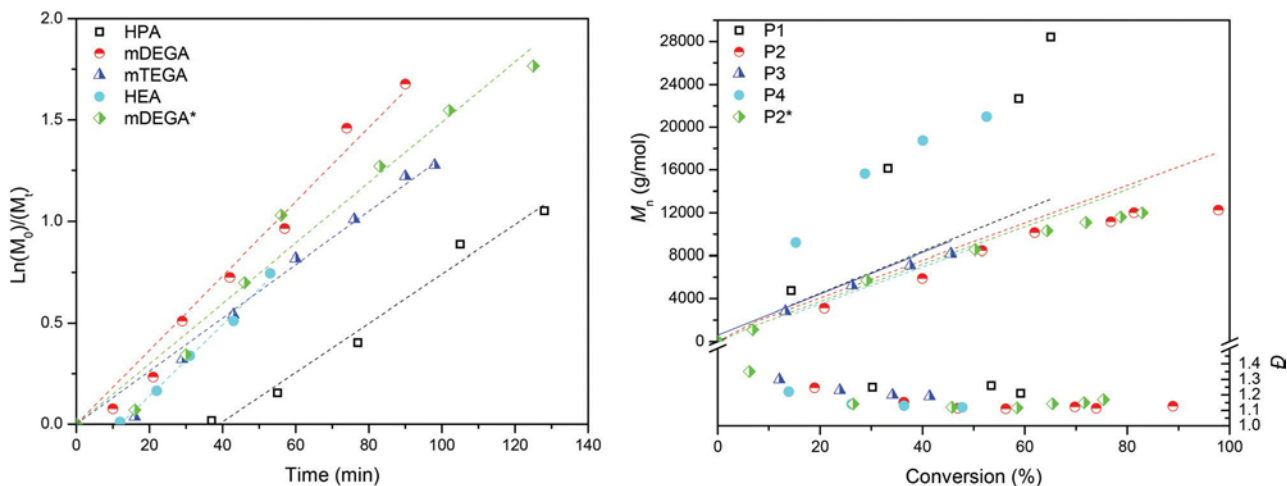 2.0
1.5
1.0
0.5
0.0
Ln(M₀)/(Mₜ)
HPA
mDEGA
mTEGA
HEA
mDEGA*
0 20 40 60 80 100 120 140
Time (min)
28000
24000
20000
16000
12000
8000
4000
0
Mₙ (g/mol)
P1
P2
P3
P4
P2*
1.4
1.3
1.2
1.1
1.0
Đ
0 20 40 60 80 100
Conversion (%)